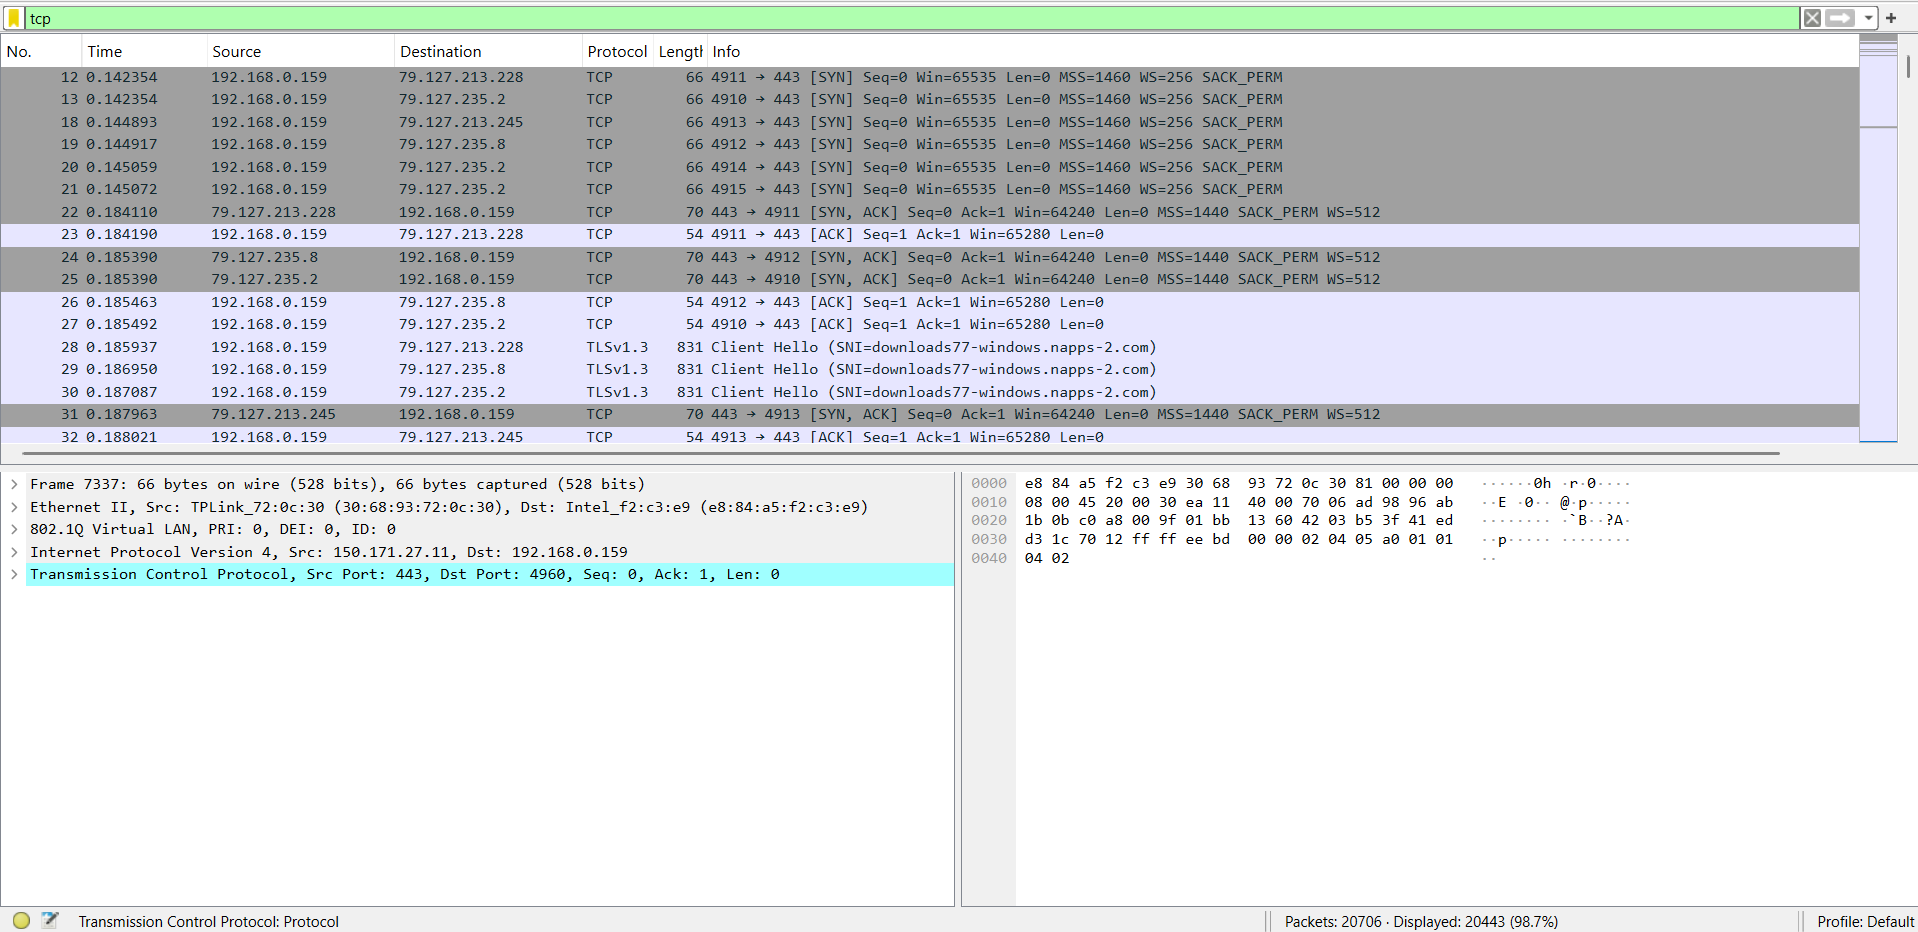 tcp
No. Time Source Destination Protocol Length Info
12 0.142354 192.168.0.159 79.127.213.228 TCP 66 4911 → 443 [SYN] Seq=0 Win=65535 Len=0 MSS=1460 WS=256 SACK_PERM
13 0.142354 192.168.0.159 79.127.235.2 TCP 66 4910 → 443 [SYN] Seq=0 Win=65535 Len=0 MSS=1460 WS=256 SACK_PERM
18 0.144893 192.168.0.159 79.127.213.245 TCP 66 4913 → 443 [SYN] Seq=0 Win=65535 Len=0 MSS=1460 WS=256 SACK_PERM
19 0.144917 192.168.0.159 79.127.235.8 TCP 66 4912 → 443 [SYN] Seq=0 Win=65535 Len=0 MSS=1460 WS=256 SACK_PERM
20 0.145059 192.168.0.159 79.127.235.2 TCP 66 4914 → 443 [SYN] Seq=0 Win=65535 Len=0 MSS=1460 WS=256 SACK_PERM
21 0.145072 192.168.0.159 79.127.235.2 TCP 66 4915 → 443 [SYN] Seq=0 Win=65535 Len=0 MSS=1460 WS=256 SACK_PERM
22 0.184110 79.127.213.228 192.168.0.159 TCP 70 443 → 4911 [SYN, ACK] Seq=0 Ack=1 Win=64240 Len=0 MSS=1440 SACK_PERM WS=512
23 0.184190 192.168.0.159 79.127.213.228 TCP 54 4911 → 443 [ACK] Seq=1 Ack=1 Win=65280 Len=0
24 0.185390 79.127.235.8 192.168.0.159 TCP 70 443 → 4912 [SYN, ACK] Seq=0 Ack=1 Win=64240 Len=0 MSS=1440 SACK_PERM WS=512
25 0.185390 79.127.235.2 192.168.0.159 TCP 70 443 → 4910 [SYN, ACK] Seq=0 Ack=1 Win=64240 Len=0 MSS=1440 SACK_PERM WS=512
26 0.185463 192.168.0.159 79.127.235.8 TCP 54 4912 → 443 [ACK] Seq=1 Ack=1 Win=65280 Len=0
27 0.185492 192.168.0.159 79.127.235.2 TCP 54 4910 → 443 [ACK] Seq=1 Ack=1 Win=65280 Len=0
28 0.185937 192.168.0.159 79.127.213.228 TLSv1.3 831 Client Hello (SNI=downloads77-windows.napps-2.com)
29 0.186950 192.168.0.159 79.127.235.8 TLSv1.3 831 Client Hello (SNI=downloads77-windows.napps-2.com)
30 0.187087 192.168.0.159 79.127.235.2 TLSv1.3 831 Client Hello (SNI=downloads77-windows.napps-2.com)
31 0.187963 79.127.213.245 192.168.0.159 TCP 70 443 → 4913 [SYN, ACK] Seq=0 Ack=1 Win=64240 Len=0 MSS=1440 SACK_PERM WS=512
32 0.188021 192.168.0.159 79.127.213.245 TCP 54 4913 → 443 [ACK] Seq=1 Ack=1 Win=65280 Len=0
Frame 7337: 66 bytes on wire (528 bits), 66 bytes captured (528 bits)
Ethernet II, Src: TPLink_72:0c:30 (30:68:93:72:0c:30), Dst: Intel_f2:c3:e9 (e8:84:a5:f2:c3:e9)
802.1Q Virtual LAN, PRI: 0, DEI: 0, ID: 0
Internet Protocol Version 4, Src: 150.171.27.11, Dst: 192.168.0.159
Transmission Control Protocol, Src Port: 443, Dst Port: 4960, Seq: 0, Ack: 1, Len: 0
0000 e8 84 a5 f2 c3 e9 30 68 93 72 0c 30 81 00 00 00 ······0h ·r·0····
0010 08 00 45 20 00 30 ea 11 40 00 70 06 ad 98 96 ab ··E ·0·· @·p·····
0020 1b 0b c0 a8 00 9f 01 bb 13 60 42 03 b5 3f 41 ed ········ ·`B··?A·
0030 d3 1c 70 12 ff ff ee bd 00 00 02 04 05 a0 01 01 ··p····· ········
0040 04 02 ··
Transmission Control Protocol: Protocol
Packets: 20706 · Displayed: 20443 (98.7%)
Profile: Default